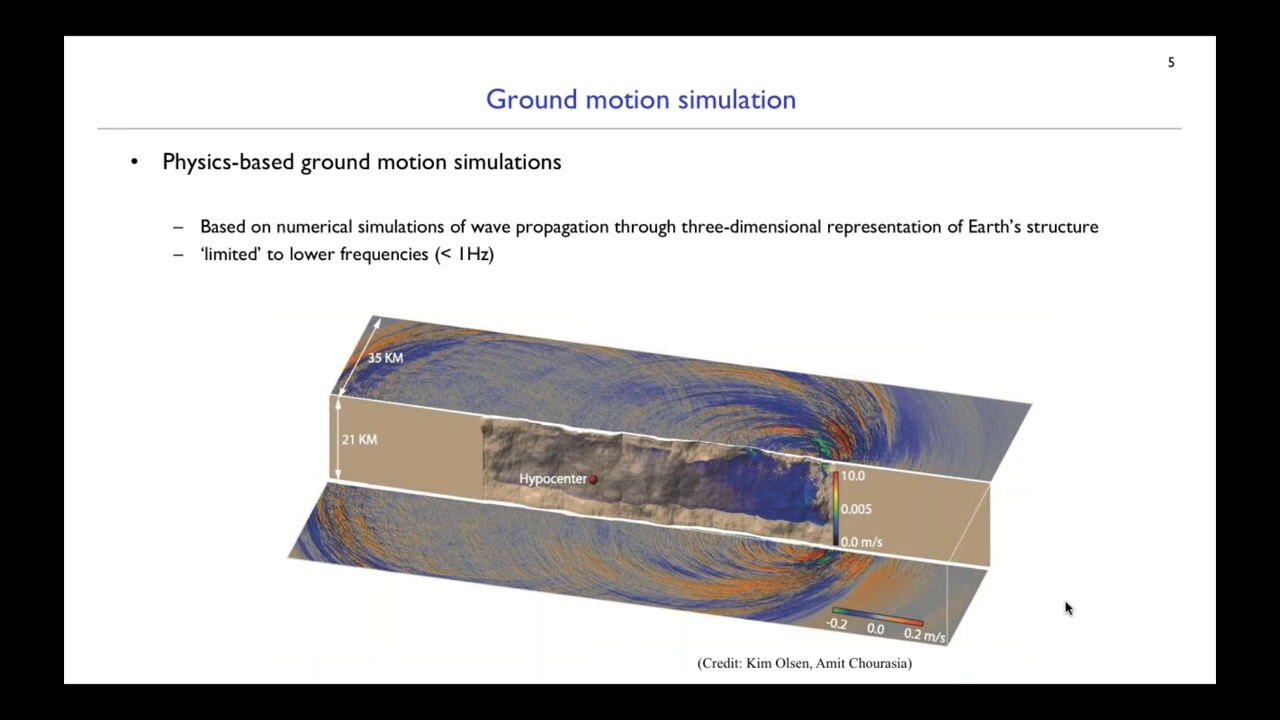 5
Ground motion simulation
• Physics-based ground motion simulations
– Based on numerical simulations of wave propagation through three-dimensional representation of Earth's structure
– ‘limited’ to lower frequencies (< 1Hz)
35 KM
21 KM
Hypocenter
10.0
0.005
0.0 m/s
-0.2 0.0 0.2 m/s
(Credit: Kim Olsen, Amit Chourasia)